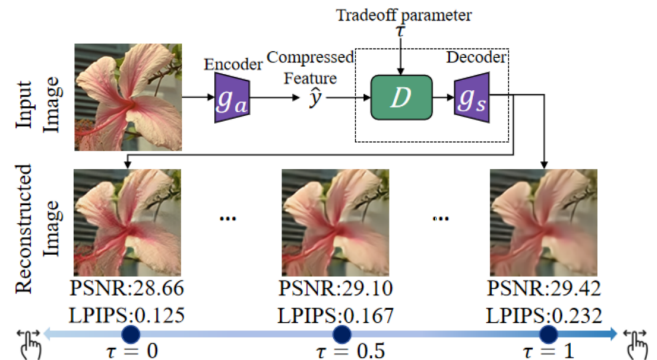 Tradeoff parameter
τ
Input
Image
Encoder
g_a
Compressed
Feature
ŷ
D
Decoder
g_s
Reconstructed
Image
...
...
PSNR:28.66
LPIPS:0.125
PSNR:29.10
LPIPS:0.167
PSNR:29.42
LPIPS:0.232
τ = 0
τ = 0.5
τ = 1